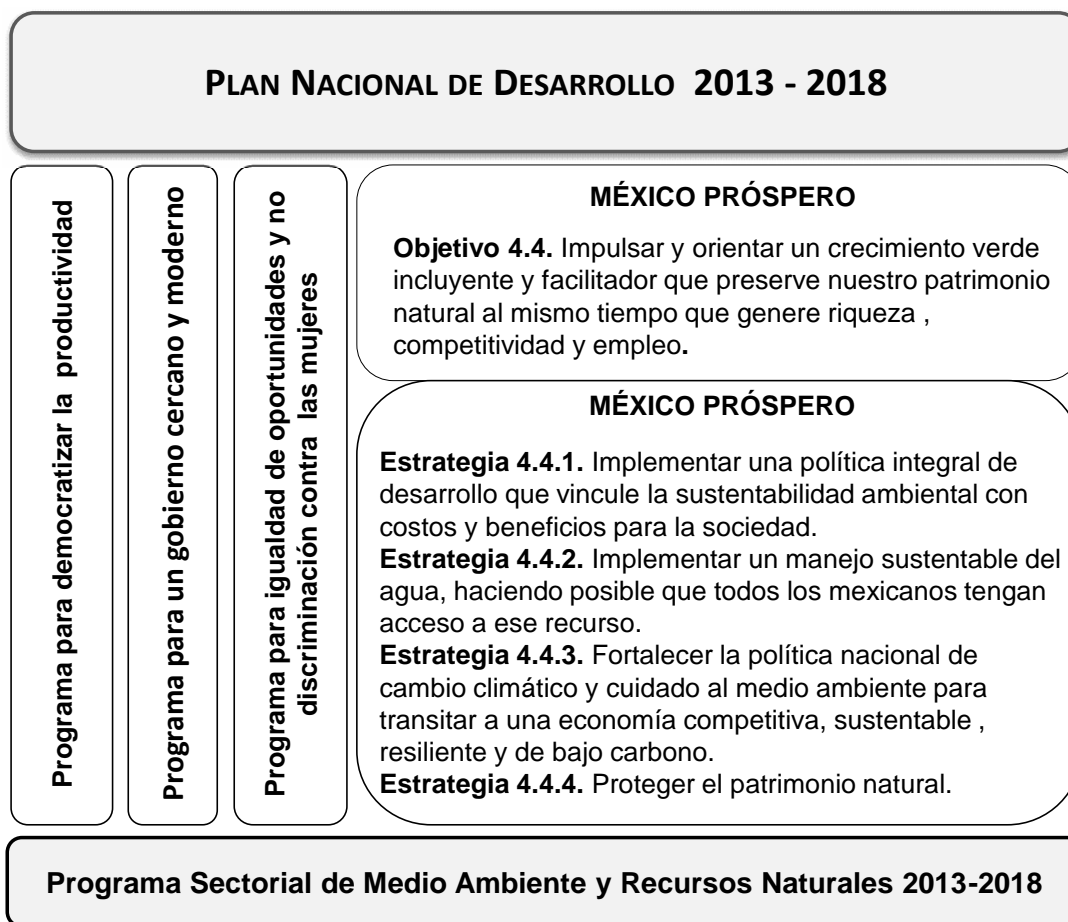 PLAN NACIONAL DE DESARROLLO 2013 - 2018
Programa para democratizar la productividad
Programa para un gobierno cercano y moderno
Programa para igualdad de oportunidades y no
discriminación contra las mujeres
MÉXICO PRÓSPERO
Objetivo 4.4. Impulsar y orientar un crecimiento verde
incluyente y facilitador que preserve nuestro patrimonio
natural al mismo tiempo que genere riqueza ,
competitividad y empleo.
MÉXICO PRÓSPERO
Estrategia 4.4.1. Implementar una política integral de
desarrollo que vincule la sustentabilidad ambiental con
costos y beneficios para la sociedad.
Estrategia 4.4.2. Implementar un manejo sustentable del
agua, haciendo posible que todos los mexicanos tengan
acceso a ese recurso.
Estrategia 4.4.3. Fortalecer la política nacional de
cambio climático y cuidado al medio ambiente para
transitar a una economía competitiva, sustentable ,
resiliente y de bajo carbono.
Estrategia 4.4.4. Proteger el patrimonio natural.
Programa Sectorial de Medio Ambiente y Recursos Naturales 2013-2018